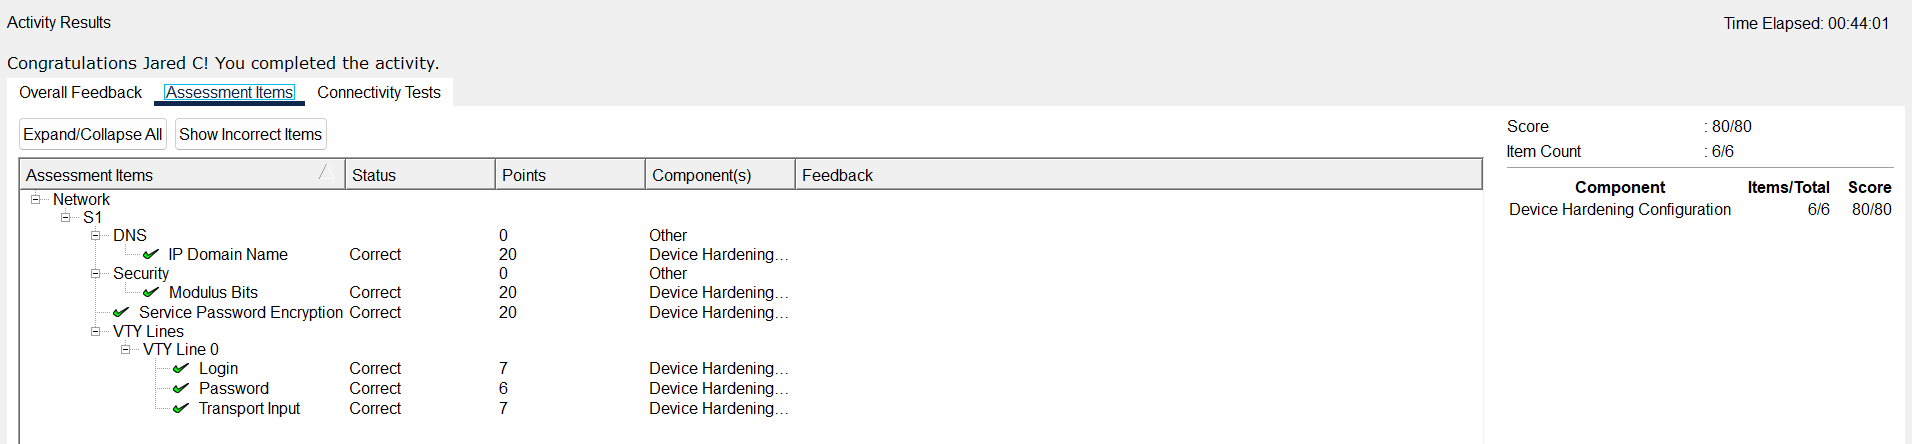 Activity Results
Time Elapsed: 00:44:01
Congratulations Jared C! You completed the activity.
Overall Feedback Assessment Items Connectivity Tests
Expand/Collapse All Show Incorrect Items
Assessment Items Status Points Component(s) Feedback
Network
S1
DNS 0 Other
IP Domain Name Correct 20 Device Hardening...
Security 0 Other
Modulus Bits Correct 20 Device Hardening...
Service Password Encryption Correct 20 Device Hardening...
VTY Lines
VTY Line 0
Login Correct 7 Device Hardening...
Password Correct 6 Device Hardening...
Transport Input Correct 7 Device Hardening...
Score : 80/80
Item Count : 6/6
Component Items/Total Score
Device Hardening Configuration 6/6 80/80